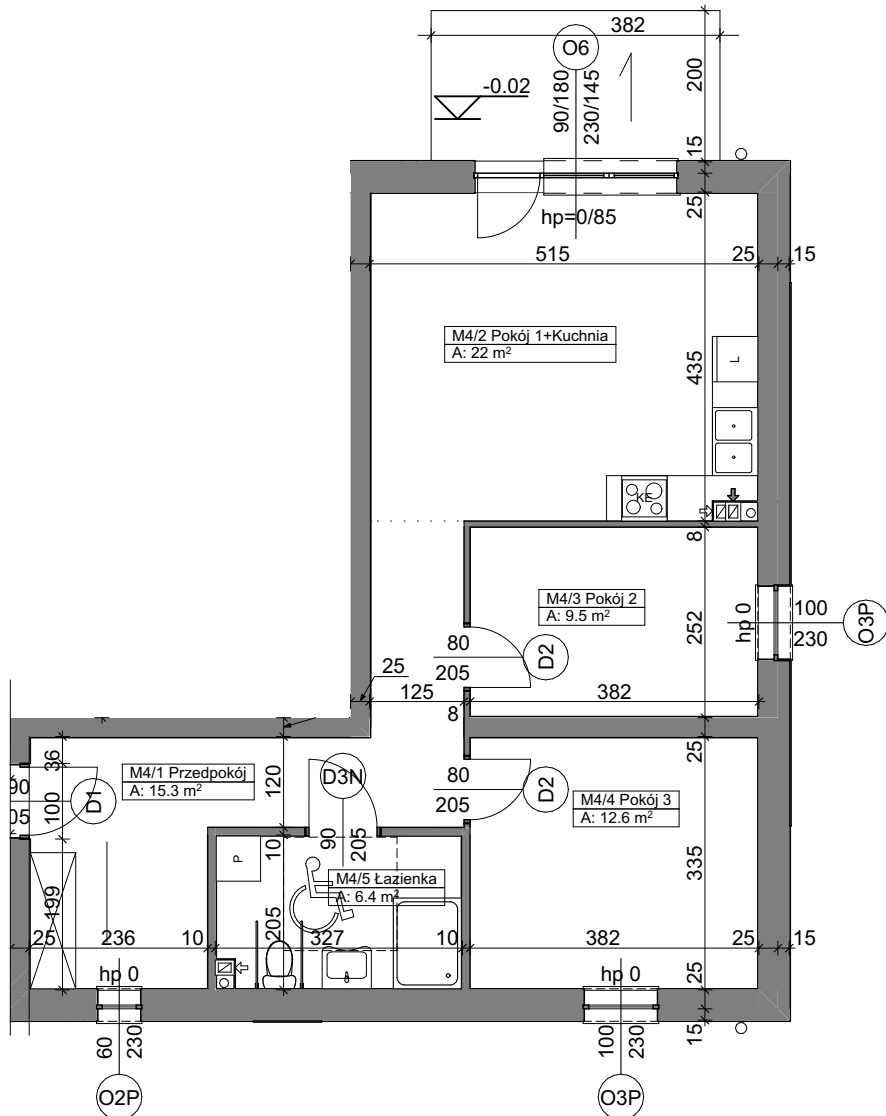 382
O6
-0.02
90/180
230/145
200
15
25
hp=0/85
515
25
15
M4/2 Pokój 1+Kuchnia
A: 22 m²
L
435
KE
8
M4/3 Pokój 2
A: 9.5 m²
hp 0
100
230
O3P
252
80
205
D2
25
125
8
382
36
M4/1 Przedpokój
A: 15.3 m²
120
D3N
80
205
D2
25
90
05
D1
100
M4/4 Pokój 3
A: 12.6 m²
10
90
205
P
M4/5 Łazienka
A: 6.4 m²
335
199
205
25
236
10
327
10
382
25
15
hp 0
hp 0
25
60
230
100
230
15
O2P
O3P